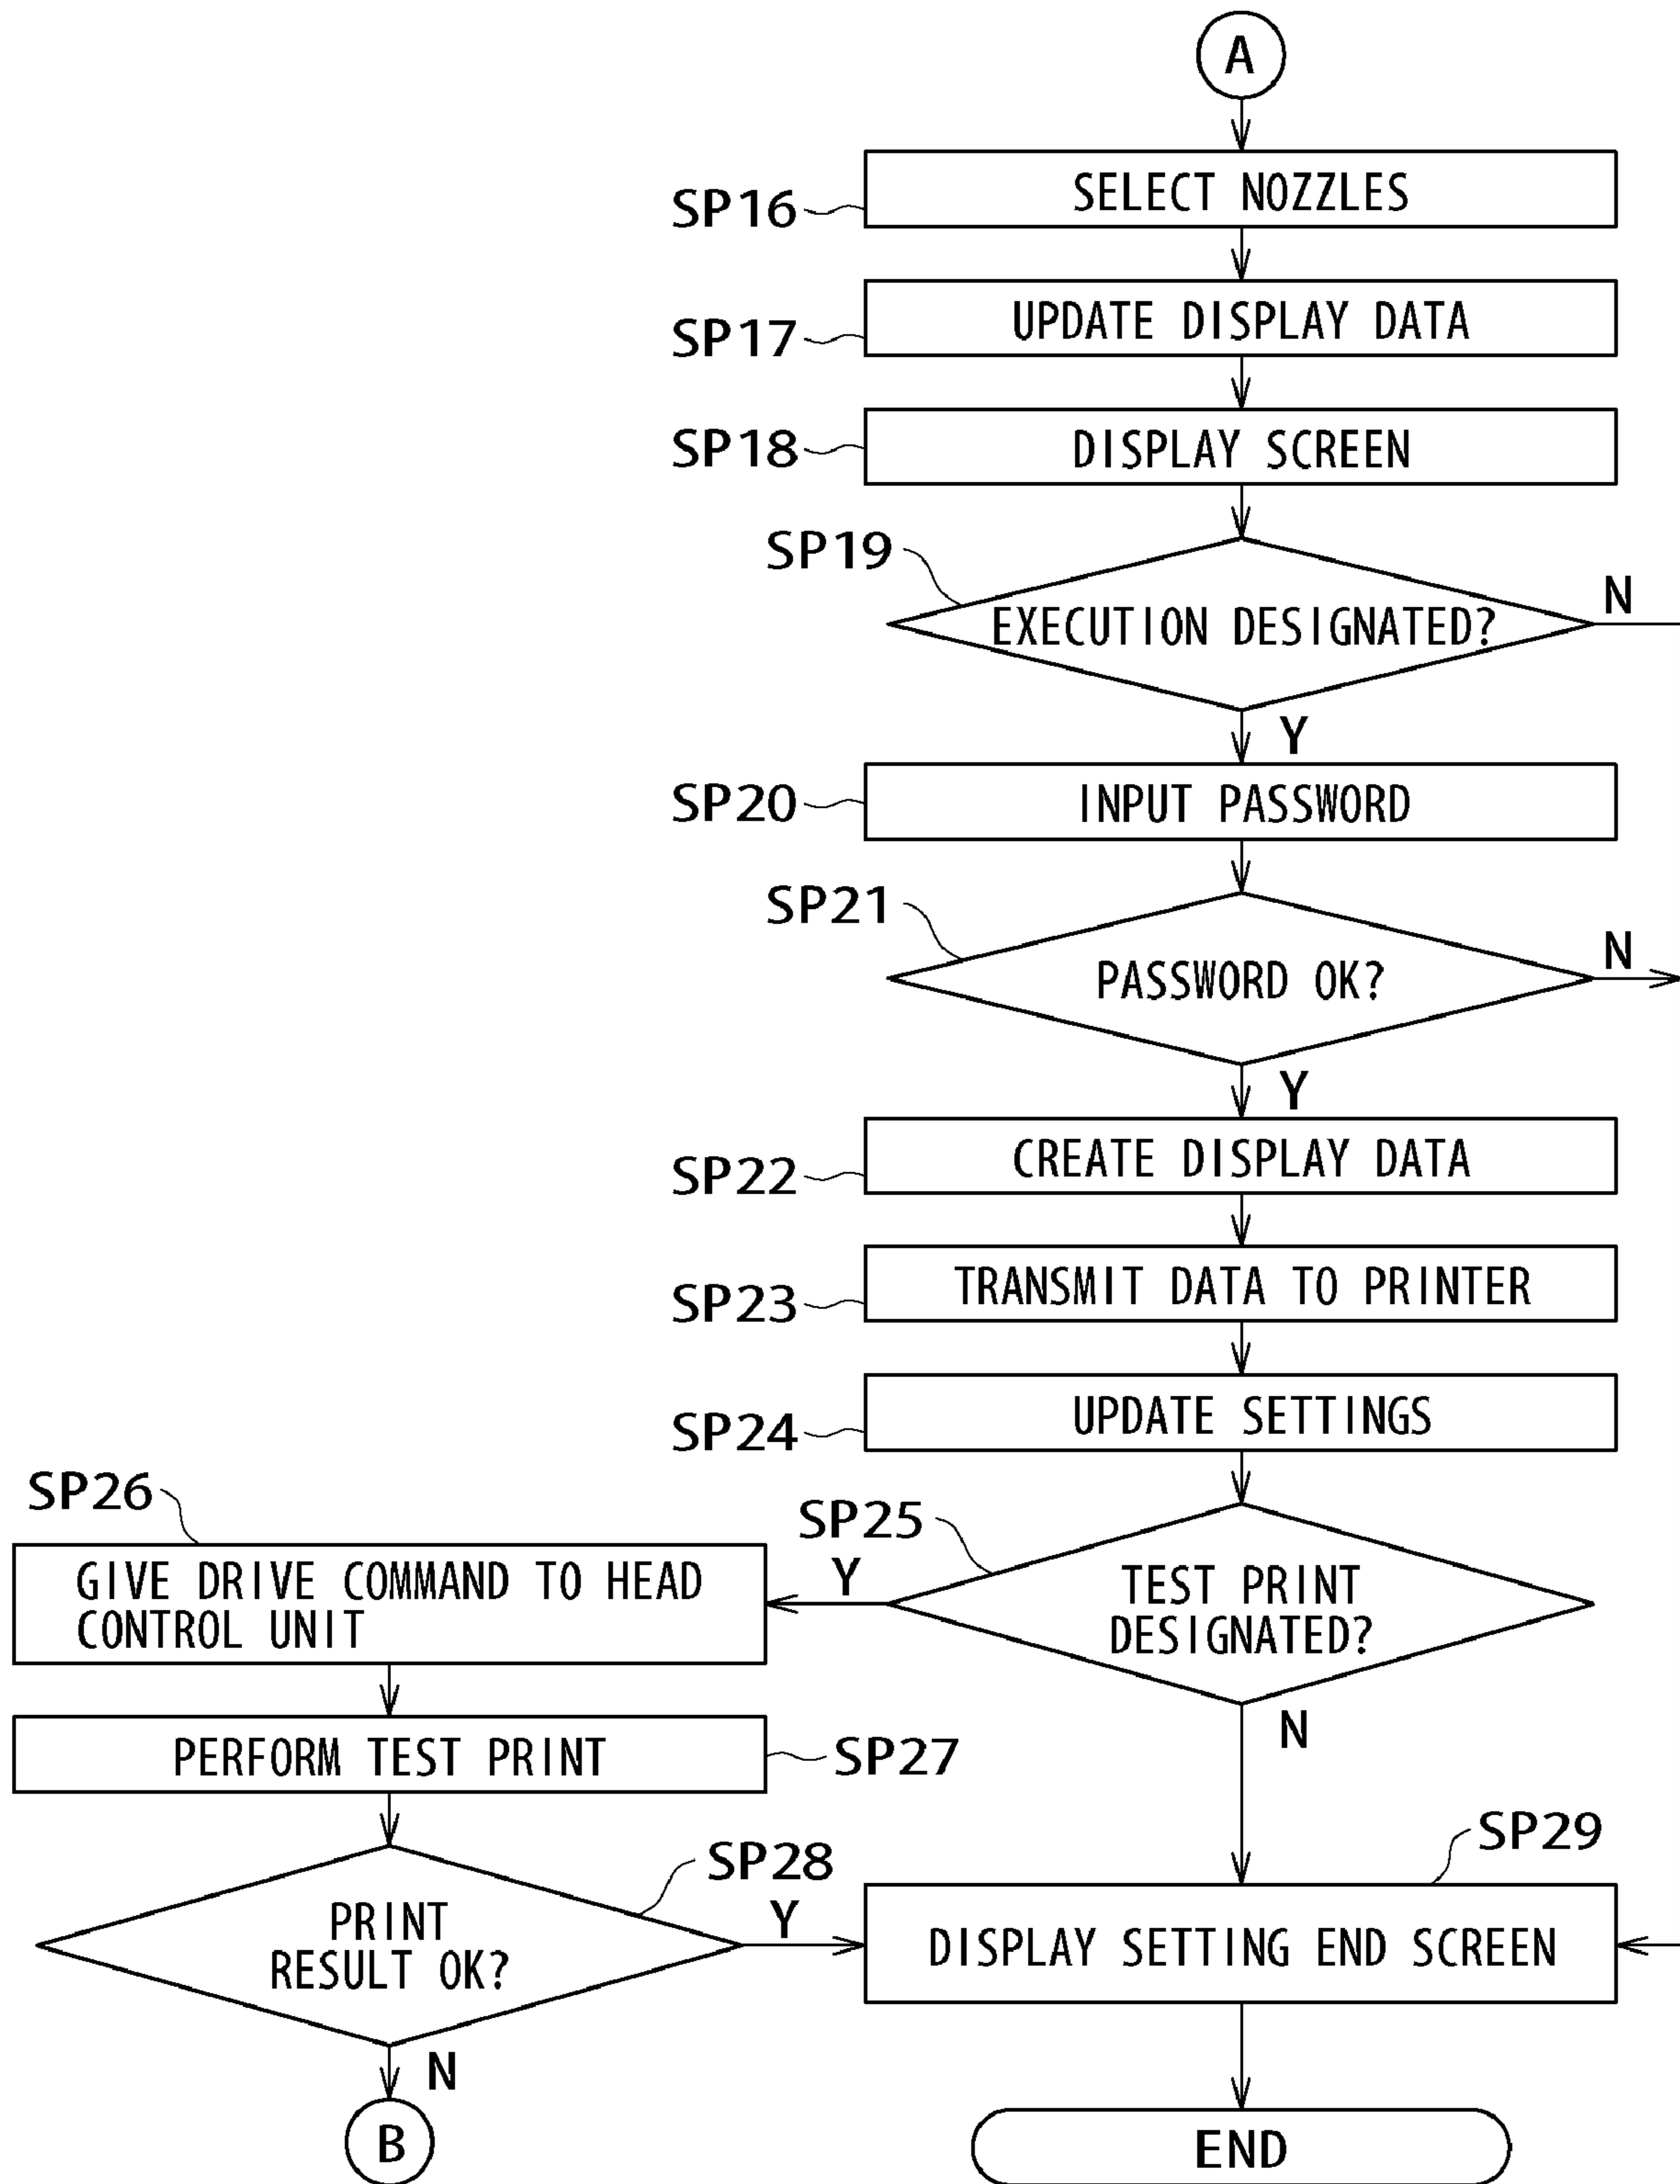 A
SP16
SELECT NOZZLES
SP17
UPDATE DISPLAY DATA
SP18
DISPLAY SCREEN
SP19
EXECUTION DESIGNATED?
N
Y
SP20
INPUT PASSWORD
SP21
PASSWORD OK?
N
Y
SP22
CREATE DISPLAY DATA
SP23
TRANSMIT DATA TO PRINTER
SP24
UPDATE SETTINGS
SP25
TEST PRINT
DESIGNATED?
Y
N
SP26
GIVE DRIVE COMMAND TO HEAD
CONTROL UNIT
PERFORM TEST PRINT
SP27
SP28
PRINT
RESULT OK?
Y
N
B
SP29
DISPLAY SETTING END SCREEN
END